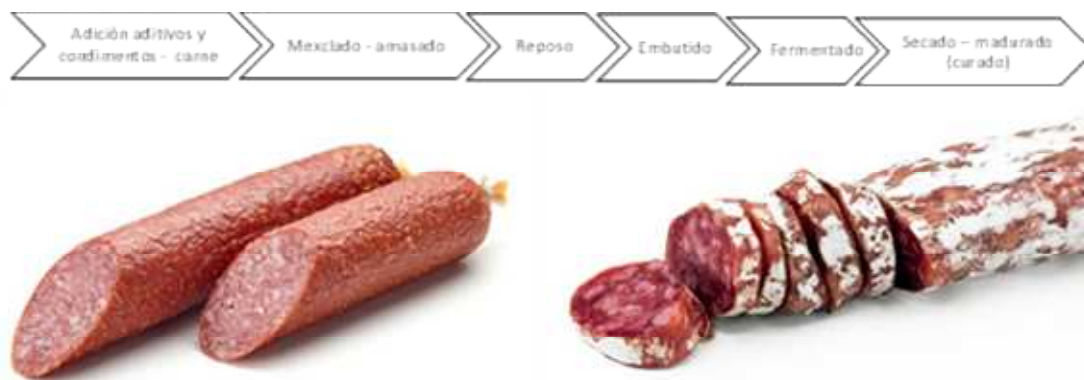 Adición aditivos y
condimentos - carne
Mexclado - amasado
Reposo
Embutido
Fermentado
Secado – madurado
(curado)